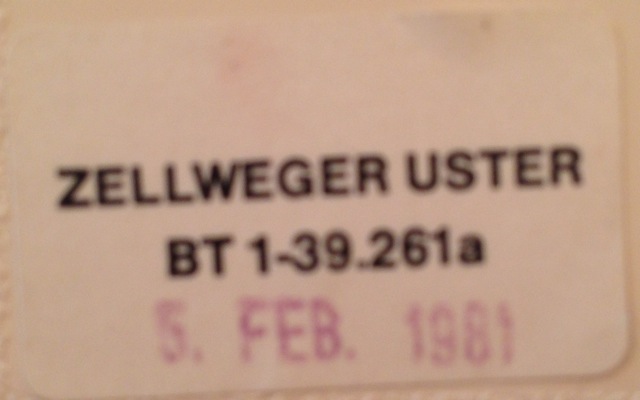 ZELLWEGER USTER
BT 1-39.261a
5. FEB. 1981